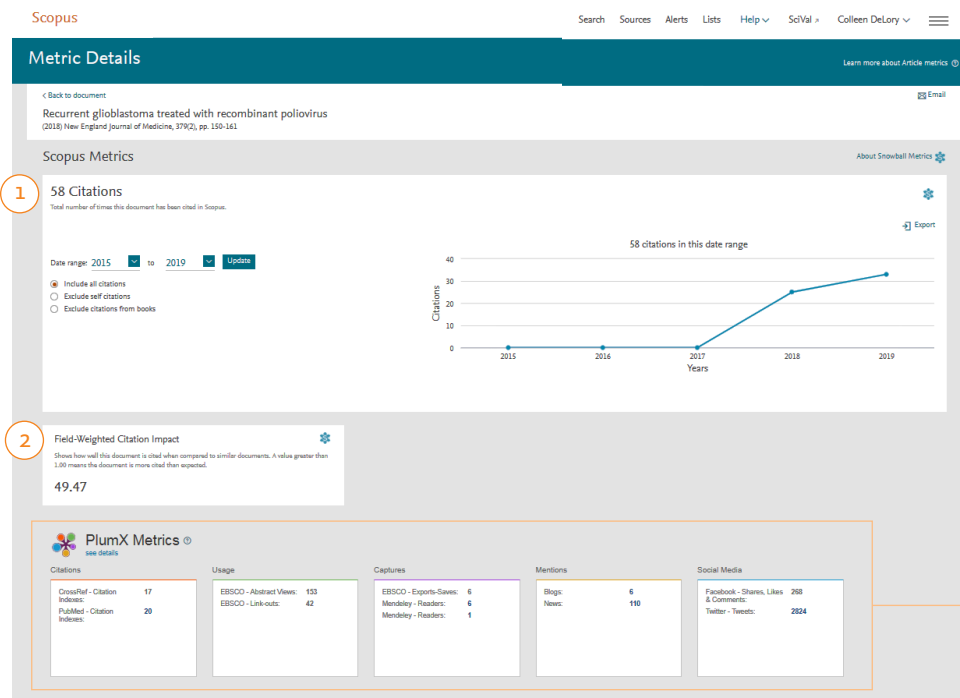 Scopus
Search Sources Alerts Lists Help SciVal Colleen DeLory
Metric Details
Learn more about Article metrics
Back to document
Email
Recurrent glioblastoma treated with recombinant poliovirus
(2018) New England Journal of Medicine, 379(2), pp. 150-161
Scopus Metrics
About Snowball Metrics
1
58 Citations
Total number of times this document has been cited in Scopus.
Export
58 citations in this date range
Date range: 2015 to 2019 Update
Include all citations
Exclude self citations
Exclude citations from books
Citations
40
30
20
10
0
2015 2016 2017 2018 2019
Years
2
Field-Weighted Citation Impact
Shows how well this document is cited when compared to similar documents. A value greater than
1.00 means the document is more cited than expected.
49.47
PlumX Metrics
see details
Citations
CrossRef - Citation 17
Indexes:
PubMed - Citation 20
Indexes:
Usage
EBSCO - Abstract Views: 153
EBSCO - Link-outs: 42
Captures
EBSCO - Exports-Saves: 6
Mendeley - Readers: 6
Mendeley - Readers: 1
Mentions
Blogs: 6
News: 110
Social Media
Facebook - Shares, Likes 268
& Comments:
Twitter - Tweets: 2824